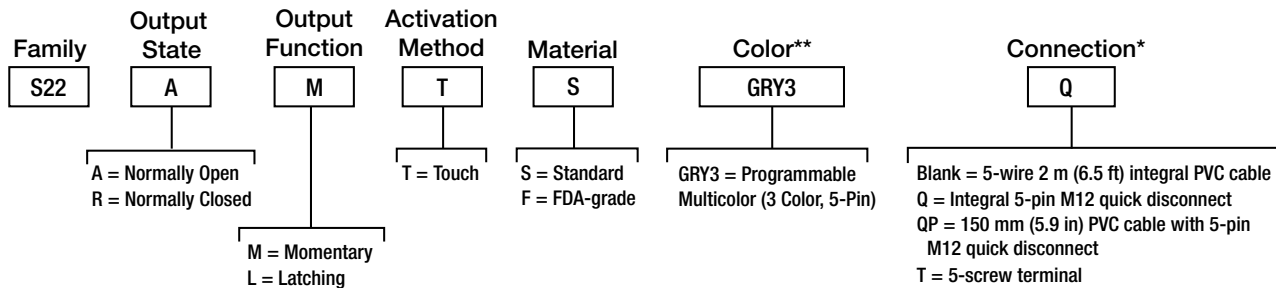 Family
Output
State
Output
Function
Activation
Method
Material
Color**
Connection*
S22
A
M
T
S
GRY3
Q
A = Normally Open
R = Normally Closed
M = Momentary
L = Latching
T = Touch
S = Standard
F = FDA-grade
GRY3 = Programmable
Multicolor (3 Color, 5-Pin)
Blank = 5-wire 2 m (6.5 ft) integral PVC cable
Q = Integral 5-pin M12 quick disconnect
QP = 150 mm (5.9 in) PVC cable with 5-pin
M12 quick disconnect
T = 5-screw terminal